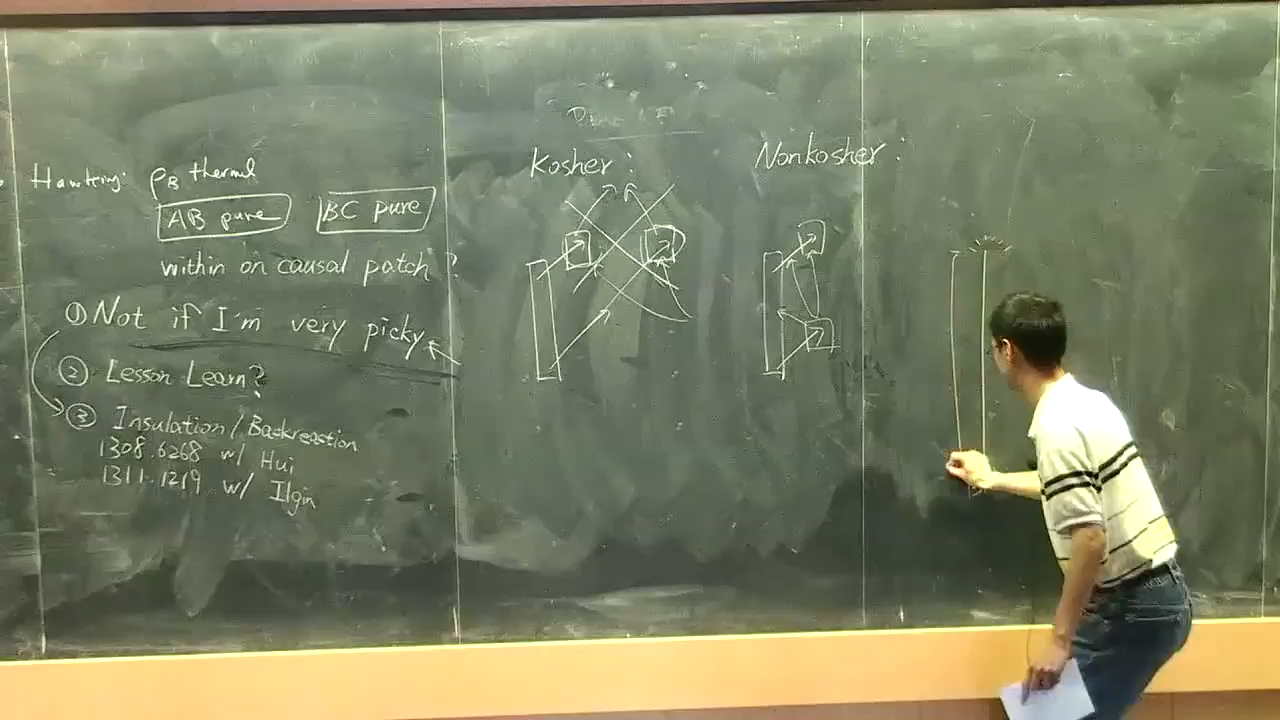 Hawking: ρB thermal
AB pure BC pure
within on causal patch?
① Not if I'm very picky
② Lesson Learn?
③ Insulation/Backreaction
1308.6268 w/ Hui
1311.1219 w/ Ilgin
Kosher:
Nonkosher: